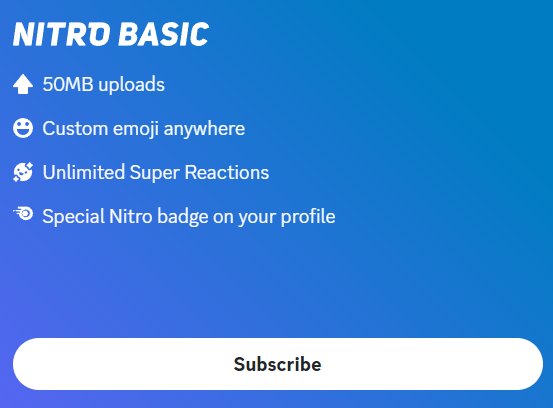 NITRO BASIC
50MB uploads
Custom emoji anywhere
Unlimited Super Reactions
Special Nitro badge on your profile
Subscribe